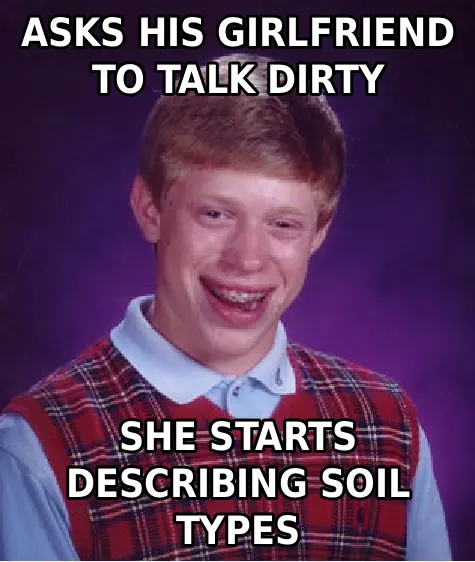 ASKS HIS GIRLFRIEND
TO TALK DIRTY
SHE STARTS
DESCRIBING SOIL
TYPES